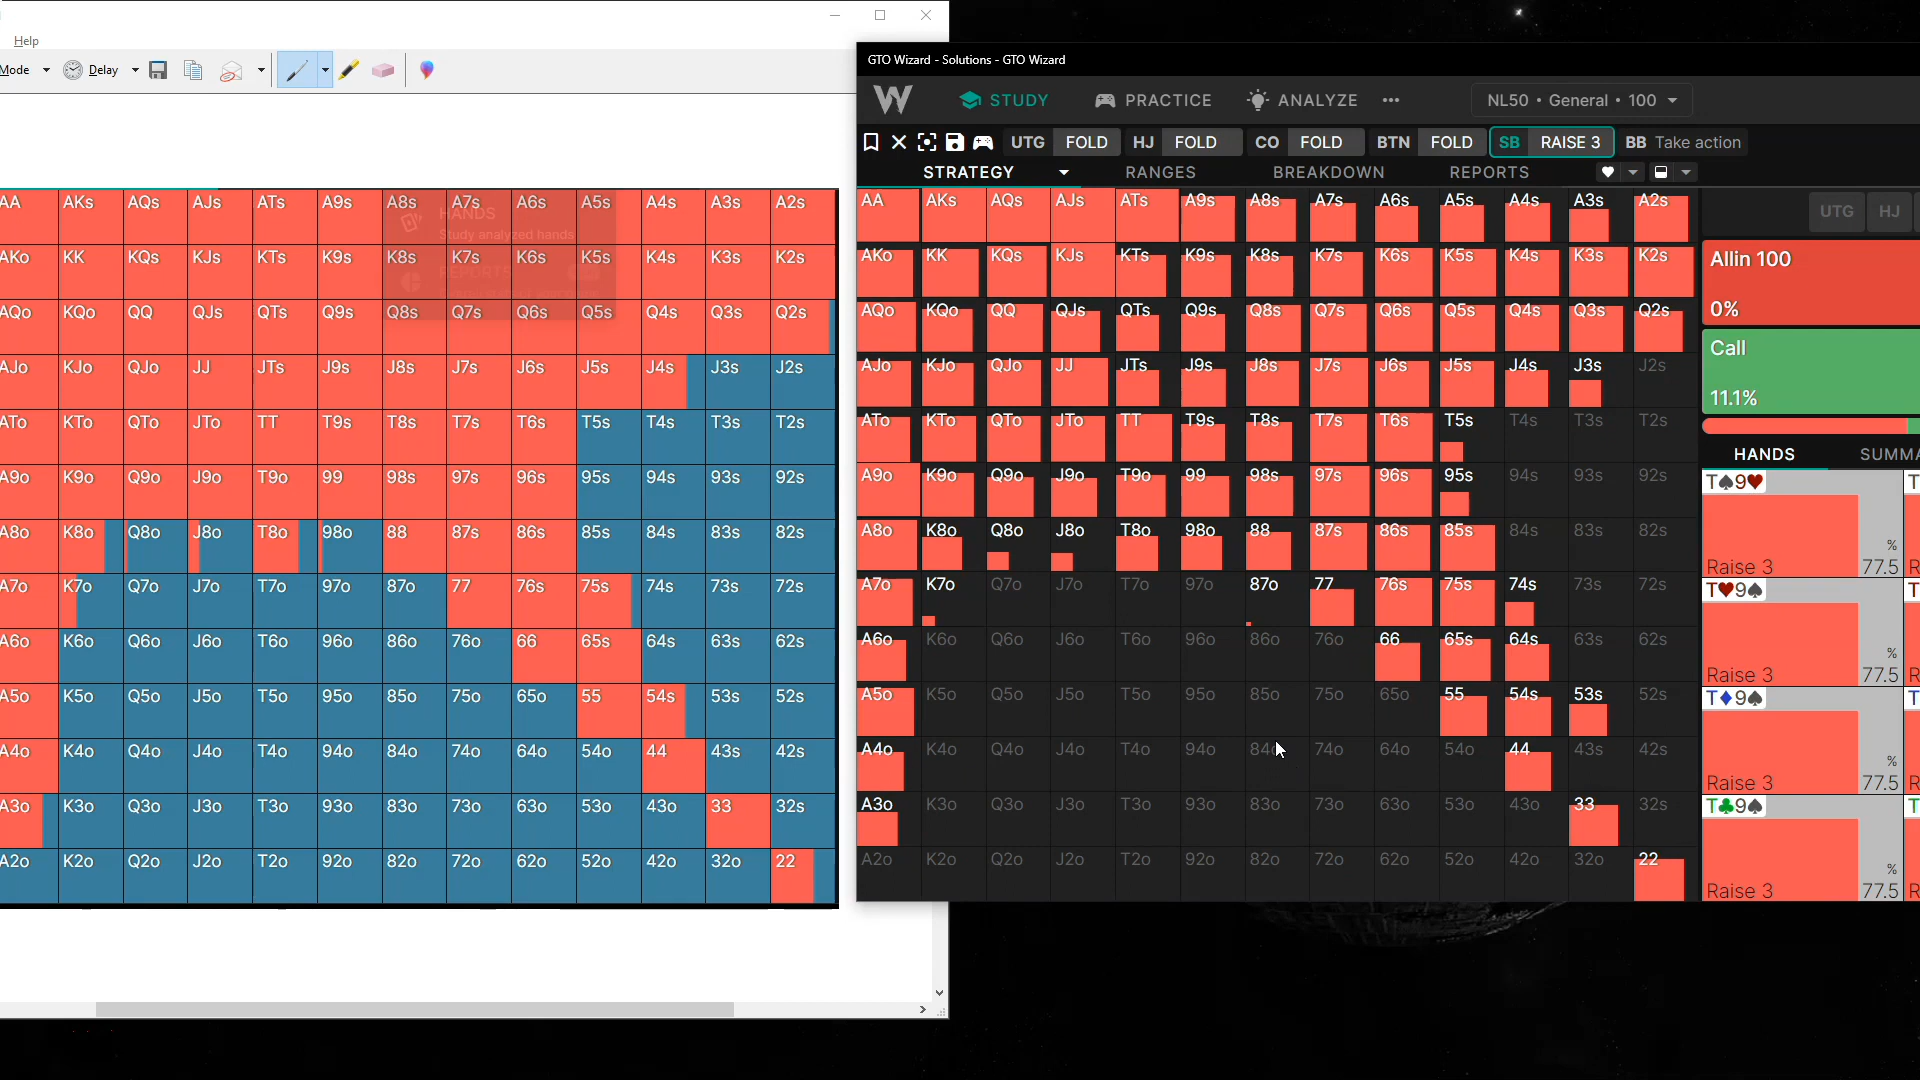 Help
Mode Delay
AA AKs AQs AJs ATs A9s A8s A7s A6s A5s A4s A3s A2s
HANDS
Study analyzed hands
AKo KK KQs KJs KTs K9s K8s K7s K6s K5s K4s K3s K2s
REPORTS
AQo KQo QQ QJs QTs Q9s Q8s Q7s Q6s Q5s Q4s Q3s Q2s
AJo KJo QJo JJ JTs J9s J8s J7s J6s J5s J4s J3s J2s
ATo KTo QTo JTo TT T9s T8s T7s T6s T5s T4s T3s T2s
A9o K9o Q9o J9o T9o 99 98s 97s 96s 95s 94s 93s 92s
A8o K8o Q8o J8o T8o 98o 88 87s 86s 85s 84s 83s 82s
A7o K7o Q7o J7o T7o 97o 87o 77 76s 75s 74s 73s 72s
A6o K6o Q6o J6o T6o 96o 86o 76o 66 65s 64s 63s 62s
A5o K5o Q5o J5o T5o 95o 85o 75o 65o 55 54s 53s 52s
A4o K4o Q4o J4o T4o 94o 84o 74o 64o 54o 44 43s 42s
A3o K3o Q3o J3o T3o 93o 83o 73o 63o 53o 43o 33 32s
A2o K2o Q2o J2o T2o 92o 82o 72o 62o 52o 42o 32o 22
GTO Wizard - Solutions - GTO Wizard
W STUDY PRACTICE ANALYZE NL50 • General • 100
UTG FOLD HJ FOLD CO FOLD BTN FOLD SB RAISE 3 BB Take action
STRATEGY RANGES BREAKDOWN REPORTS
AA AKs AQs AJs ATs A9s A8s A7s A6s A5s A4s A3s A2s
AKo KK KQs KJs KTs K9s K8s K7s K6s K5s K4s K3s K2s
AQo KQo QQ QJs QTs Q9s Q8s Q7s Q6s Q5s Q4s Q3s Q2s
AJo KJo QJo JJ JTs J9s J8s J7s J6s J5s J4s J3s J2s
ATo KTo QTo JTo TT T9s T8s T7s T6s T5s T4s T3s T2s
A9o K9o Q9o J9o T9o 99 98s 97s 96s 95s 94s 93s 92s
A8o K8o Q8o J8o T8o 98o 88 87s 86s 85s 84s 83s 82s
A7o K7o Q7o J7o T7o 97o 87o 77 76s 75s 74s 73s 72s
A6o K6o Q6o J6o T6o 96o 86o 76o 66 65s 64s 63s 62s
A5o K5o Q5o J5o T5o 95o 85o 75o 65o 55 54s 53s 52s
A4o K4o Q4o J4o T4o 94o 84o 74o 64o 54o 44 43s 42s
A3o K3o Q3o J3o T3o 93o 83o 73o 63o 53o 43o 33 32s
A2o K2o Q2o J2o T2o 92o 82o 72o 62o 52o 42o 32o 22
UTG HJ
Allin 100
0%
Call
11.1%
HANDS SUMMA
T♠9♥ T
%
Raise 3 77.5 R
T♥9♠ T
%
Raise 3 77.5 R
T♦9♠ T
%
Raise 3 77.5 R
T♣9♠ T
%
Raise 3 77.5 R